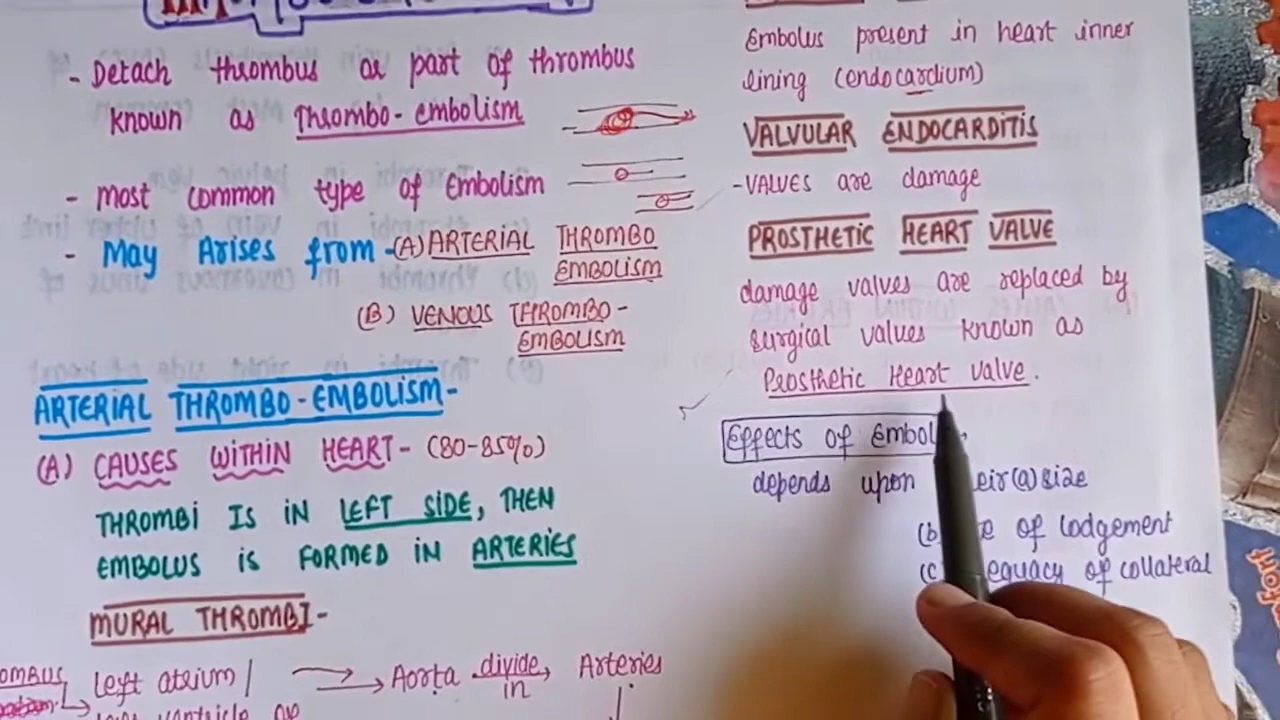 - Detach thrombus or part of thrombus
known as Thrombo-embolism
- Most common type of Embolism
- May Arises from - (A) ARTERIAL THROMBO
EMBOLISM
(B) VENOUS THROMBO-
EMBOLISM
ARTERIAL THROMBO-EMBOLISM-
(A) CAUSES WITHIN HEART- (80-85%)
THROMBI IS IN LEFT SIDE, THEN
EMBOLUS IS FORMED IN ARTERIES
MURAL THROMBI-
Left atrium/ Aorta divide in Arteries
Embolus present in heart inner
lining (endocardium)
VALVULAR ENDOCARDITIS
-VALVES are damage
PROSTHETIC HEART VALVE
damage valves are replaced by
surgical valves known as
Prosthetic Heart valve.
Effects of
depends upon (a) size
of lodgement
of collateral